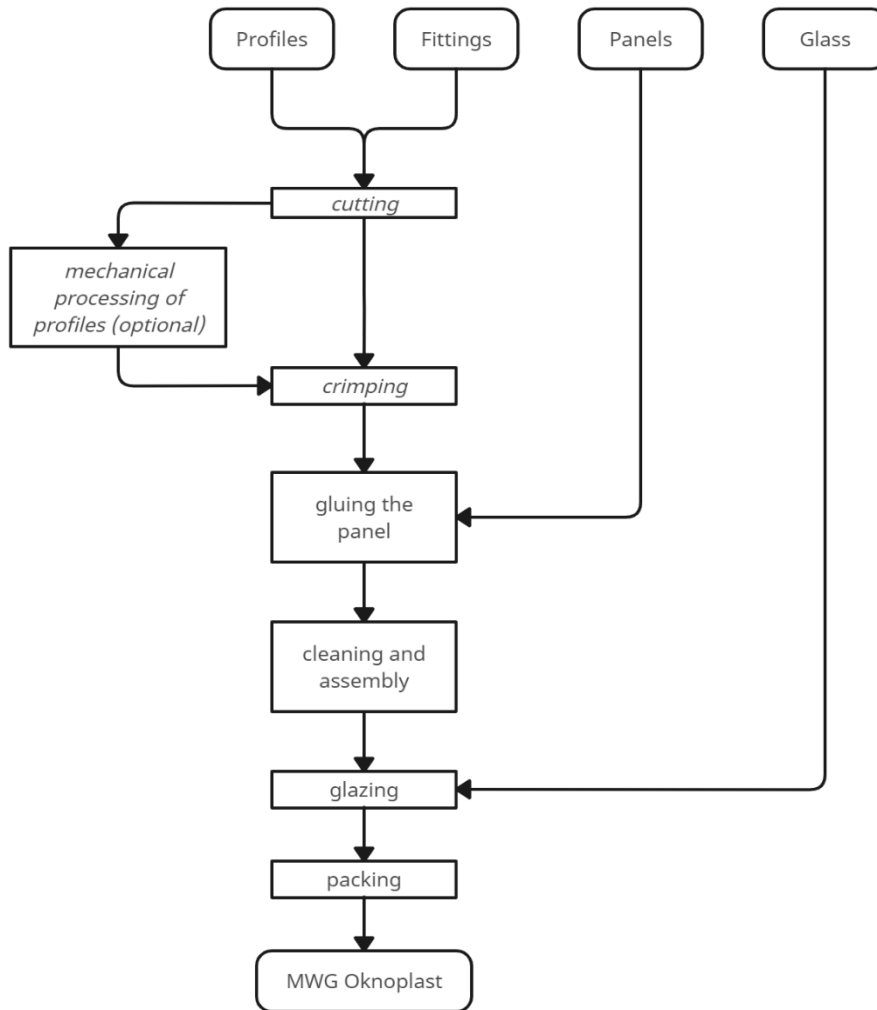 Profiles
Fittings
Panels
Glass
cutting
mechanical
processing of
profiles (optional)
crimping
gluing the
panel
cleaning and
assembly
glazing
packing
MWG Oknoplast